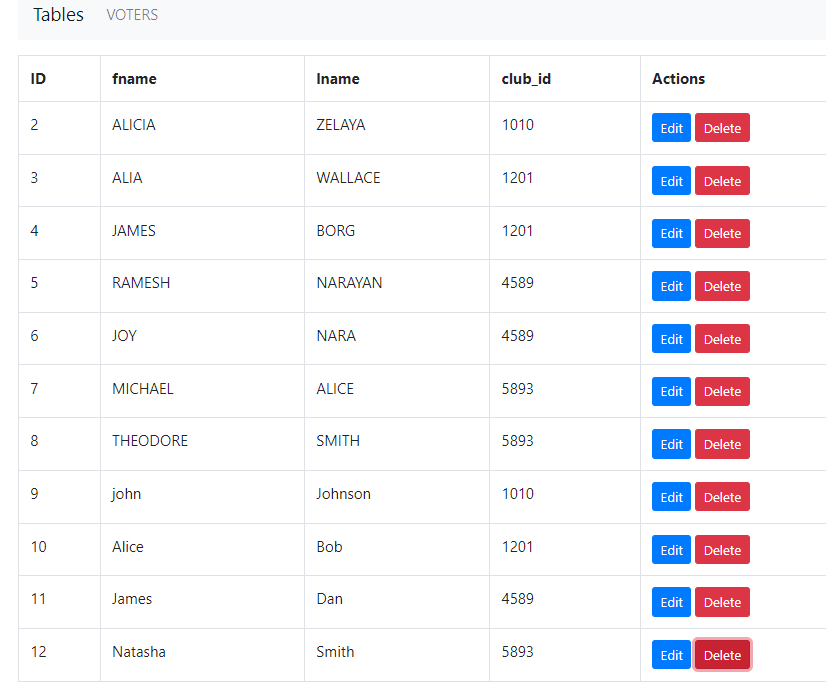 Tables VOTERS
ID fname lname club_id Actions
2 ALICIA ZELAYA 1010 Edit Delete
3 ALIA WALLACE 1201 Edit Delete
4 JAMES BORG 1201 Edit Delete
5 RAMESH NARAYAN 4589 Edit Delete
6 JOY NARA 4589 Edit Delete
7 MICHAEL ALICE 5893 Edit Delete
8 THEODORE SMITH 5893 Edit Delete
9 john Johnson 1010 Edit Delete
10 Alice Bob 1201 Edit Delete
11 James Dan 4589 Edit Delete
12 Natasha Smith 5893 Edit Delete